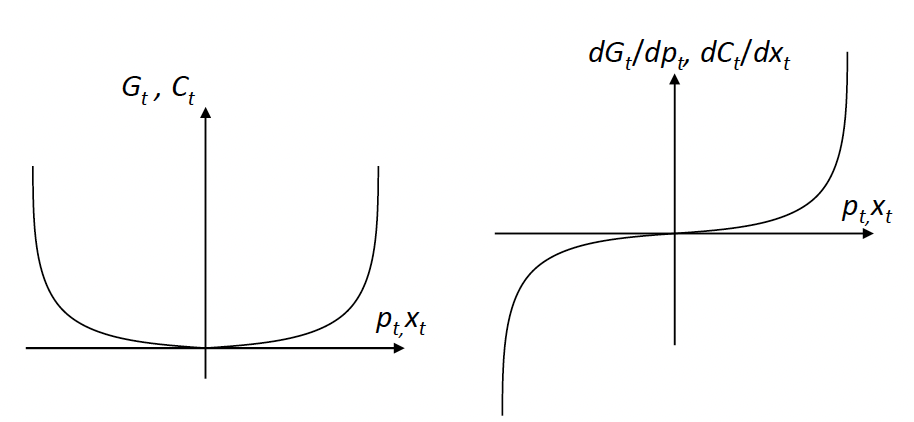 G_t , C_t
p_t,x_t
dG_t/dp_t, dC_t/dx_t
p_t,x_t